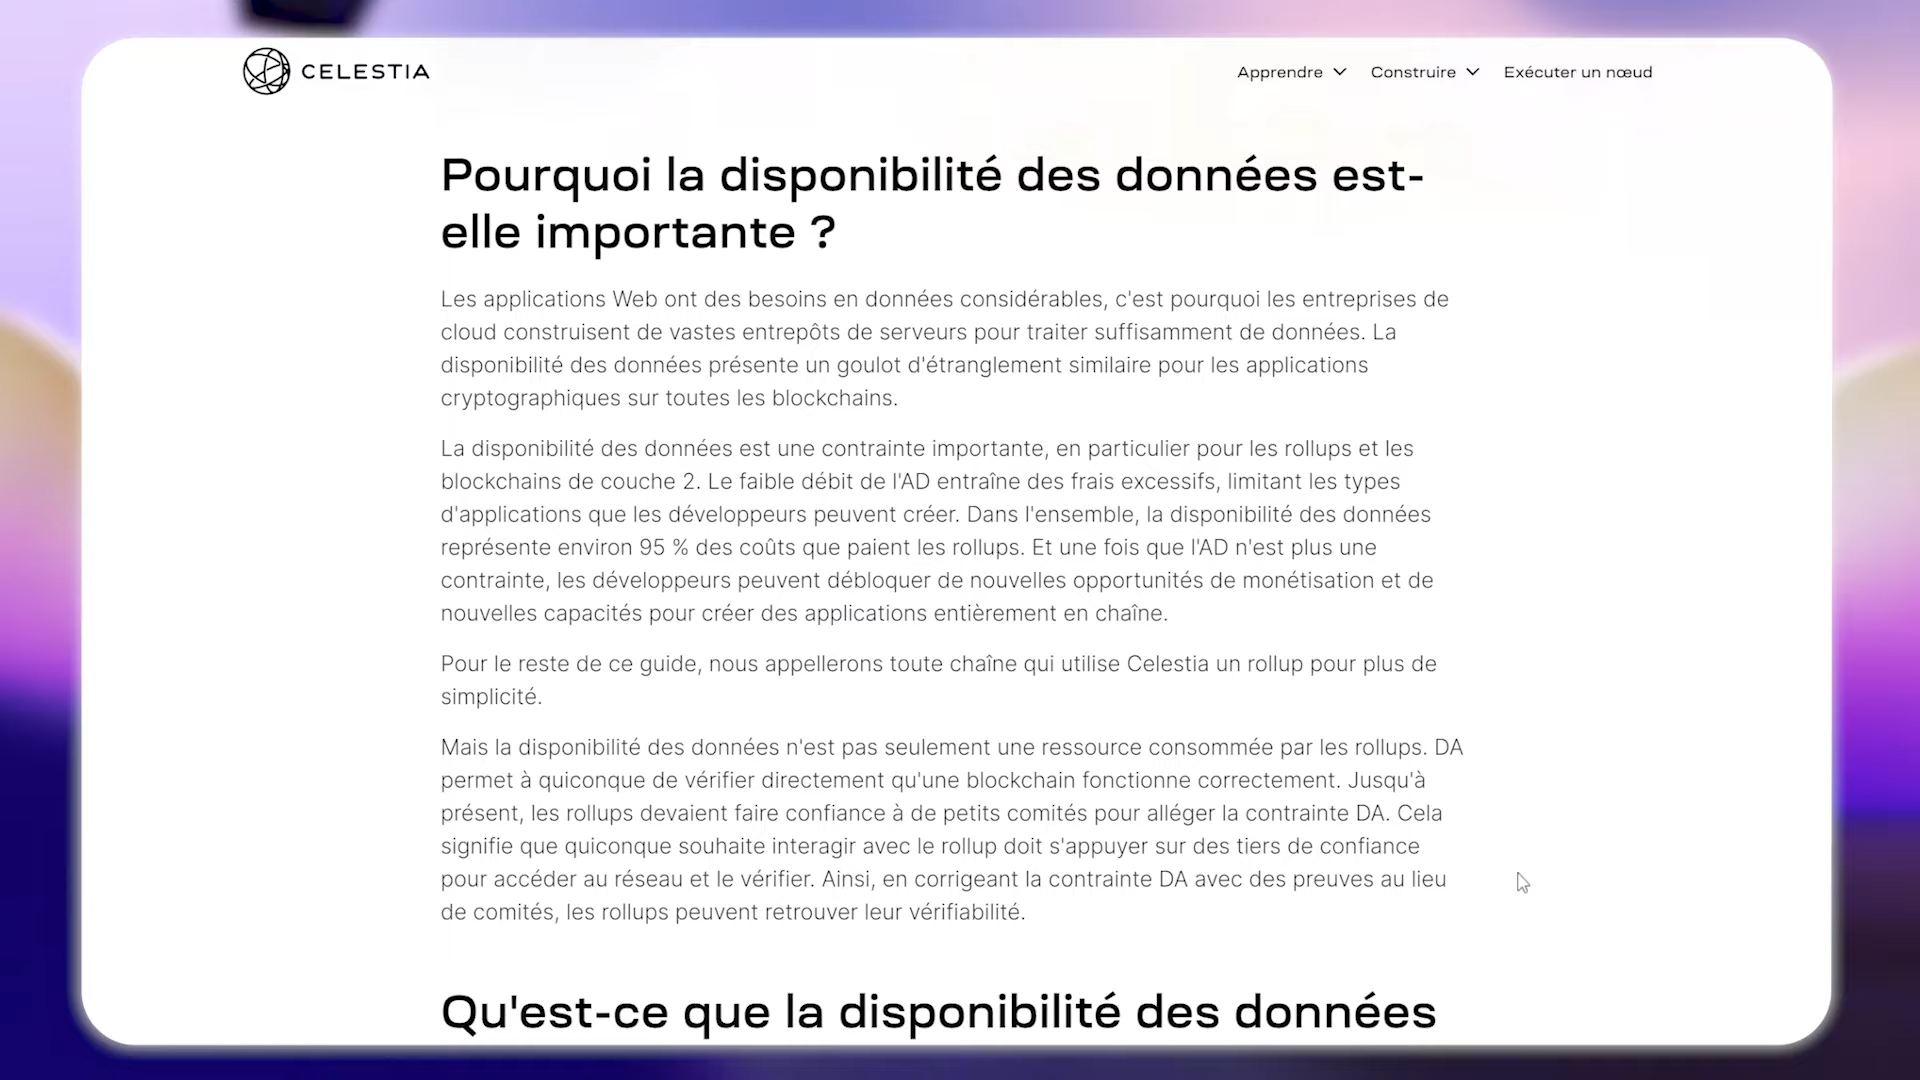 CELESTIA
Apprendre
Construire
Exécuter un nœud
Pourquoi la disponibilité des données est-
elle importante ?
Les applications Web ont des besoins en données considérables, c'est pourquoi les entreprises de
cloud construisent de vastes entrepôts de serveurs pour traiter suffisamment de données. La
disponibilité des données présente un goulot d'étranglement similaire pour les applications
cryptographiques sur toutes les blockchains.
La disponibilité des données est une contrainte importante, en particulier pour les rollups et les
blockchains de couche 2. Le faible débit de l'AD entraîne des frais excessifs, limitant les types
d'applications que les développeurs peuvent créer. Dans l'ensemble, la disponibilité des données
représente environ 95 % des coûts que paient les rollups. Et une fois que l'AD n'est plus une
contrainte, les développeurs peuvent débloquer de nouvelles opportunités de monétisation et de
nouvelles capacités pour créer des applications entièrement en chaîne.
Pour le reste de ce guide, nous appellerons toute chaîne qui utilise Celestia un rollup pour plus de
simplicité.
Mais la disponibilité des données n'est pas seulement une ressource consommée par les rollups. DA
permet à quiconque de vérifier directement qu'une blockchain fonctionne correctement. Jusqu'à
présent, les rollups devaient faire confiance à de petits comités pour alléger la contrainte DA. Cela
signifie que quiconque souhaite interagir avec le rollup doit s'appuyer sur des tiers de confiance
pour accéder au réseau et le vérifier. Ainsi, en corrigeant la contrainte DA avec des preuves au lieu
de comités, les rollups peuvent retrouver leur vérifiabilité.
Qu'est-ce que la disponibilité des données